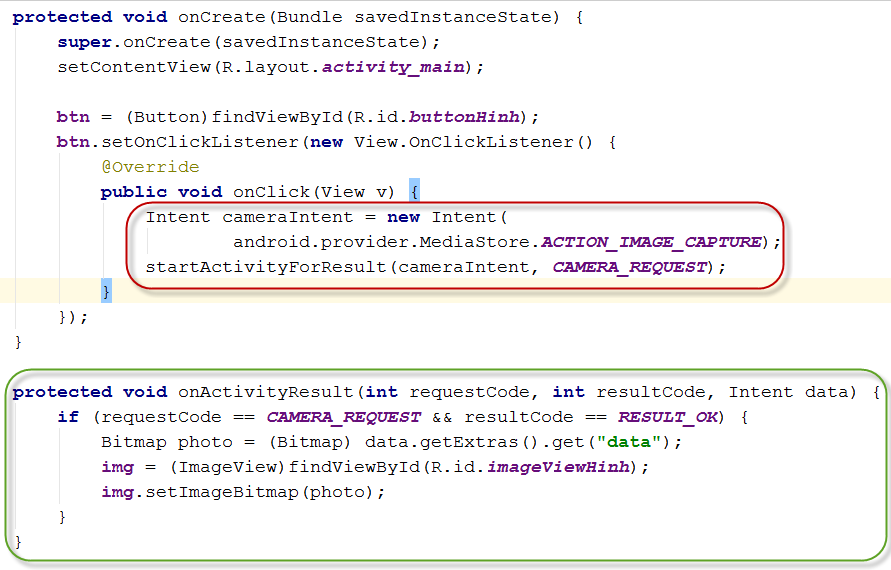 protected void onCreate(Bundle savedInstanceState) {
    super.onCreate(savedInstanceState);
    setContentView(R.layout.activity_main);

    btn = (Button)findViewById(R.id.buttonHinh);
    btn.setOnClickListener(new View.OnClickListener() {
        @Override
        public void onClick(View v) {
            Intent cameraIntent = new Intent(
                    android.provider.MediaStore.ACTION_IMAGE_CAPTURE);
            startActivityForResult(cameraIntent, CAMERA_REQUEST);
        }
    });
}

protected void onActivityResult(int requestCode, int resultCode, Intent data) {
    if (requestCode == CAMERA_REQUEST && resultCode == RESULT_OK) {
        Bitmap photo = (Bitmap) data.getExtras().get("data");
        img = (ImageView)findViewById(R.id.imageViewHinh);
        img.setImageBitmap(photo);
    }
}